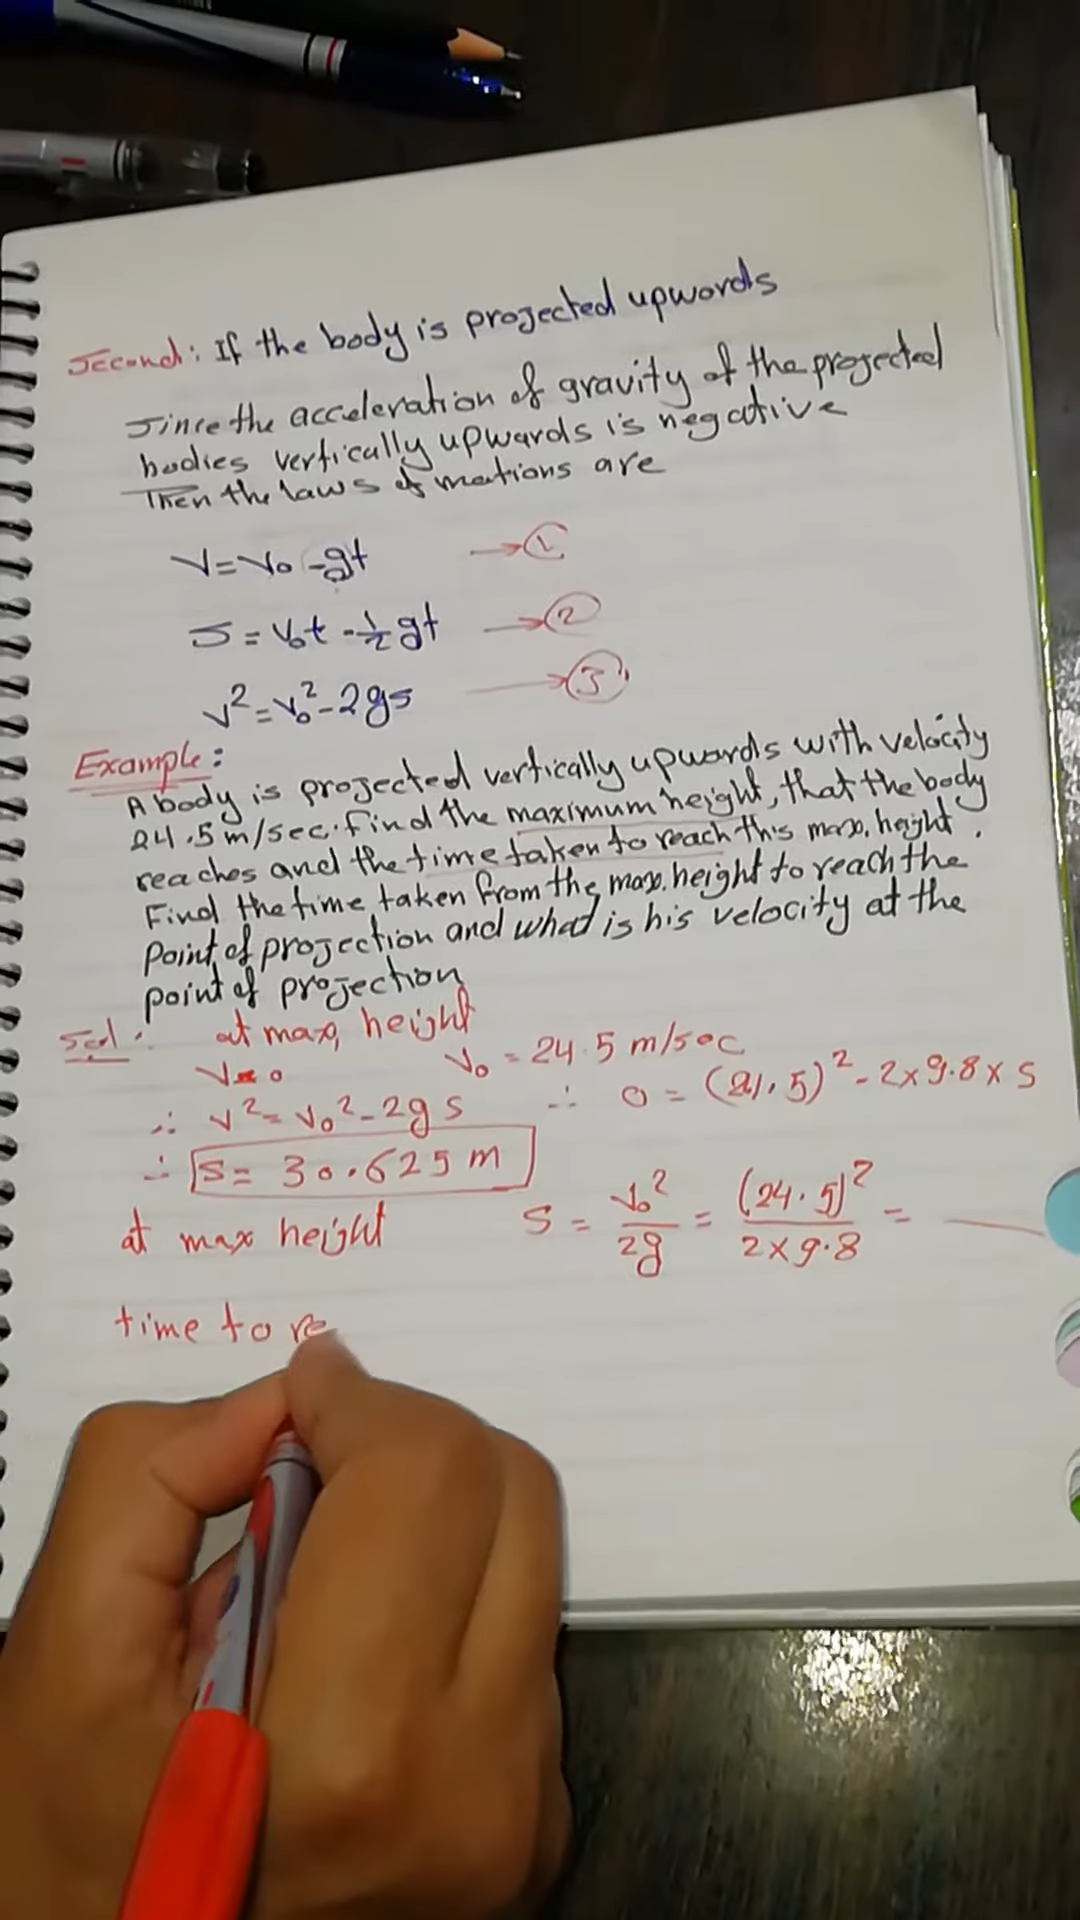 Second: If the body is projected upwords
Since the acceleration of gravity of the projected
bodies vertically upwards is negative
Then the laws of motions are
V = V₀ - gt → 1
S = V₀t - ½gt → 2
V² = V₀² - 2gs → 3
Example:
A body is projected vertically upwards with velocity
24.5 m/sec. find the maximum height, that the body
reaches and the time taken to reach this max. height.
Find the time taken from the max. height to reach the
point of projection and what is his velocity at the
point of projection
Sol: at max, height
V = 0 V₀ = 24.5 m/sec
∴ V² = V₀² - 2gs ∴ 0 = (24.5)² - 2×9.8×S
∴ S = 30.625 m
at max height S = V₀²/2g = (24.5)²/2×9.8 =
time to re